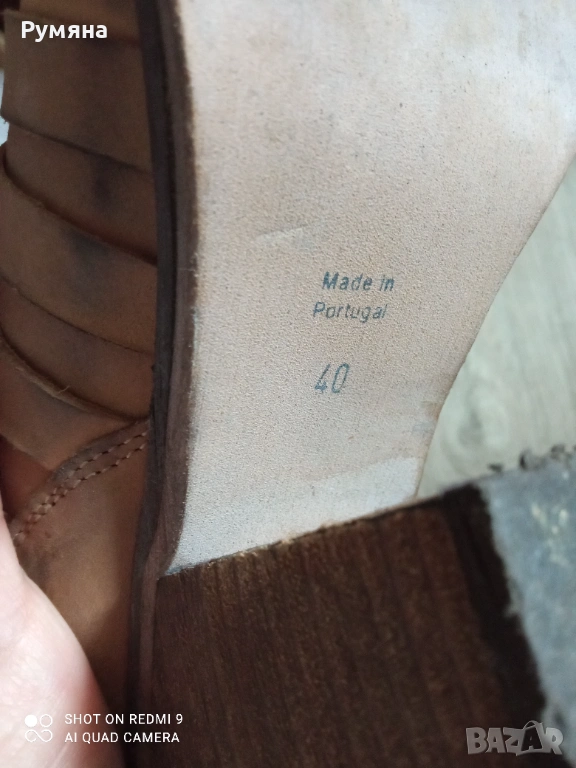 Румяна
Made in
Portugal
40
SHOT ON REDMI 9
AI QUAD CAMERA
BAZAR